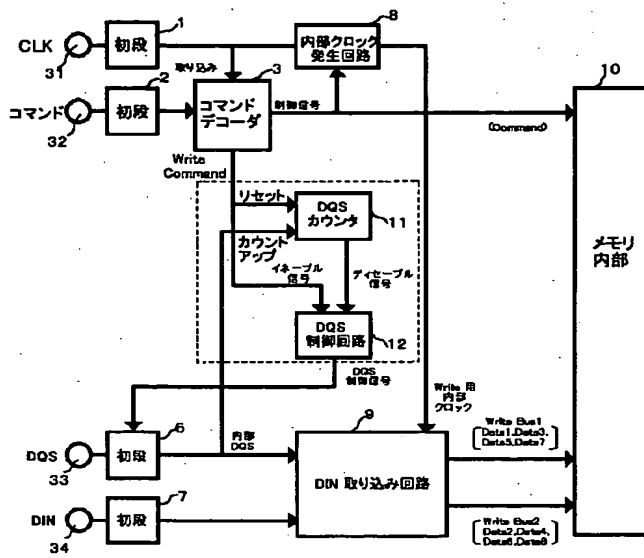 1
CLK
初段
31
8
内部クロック
発生回路
取り込み
3
10
2
コマンド
初段
32
コマンド
デコーダ
制御信号
(Command)
Write
Command
リセット
DQS
カウンタ
11
カウント
アップ
イネーブル
信号
ディセーブル
信号
メモリ
内部
DQS
制御回路
12
DQS
制御信号
Write 用
内部
クロック
6
DQS
初段
33
内部
DQS
9
DIN 取り込み回路
Write Bus1
Data1,Data3,
Data5,Data7
7
DIN
初段
34
Write Bus2
Data2,Data4,
Data6,Data8